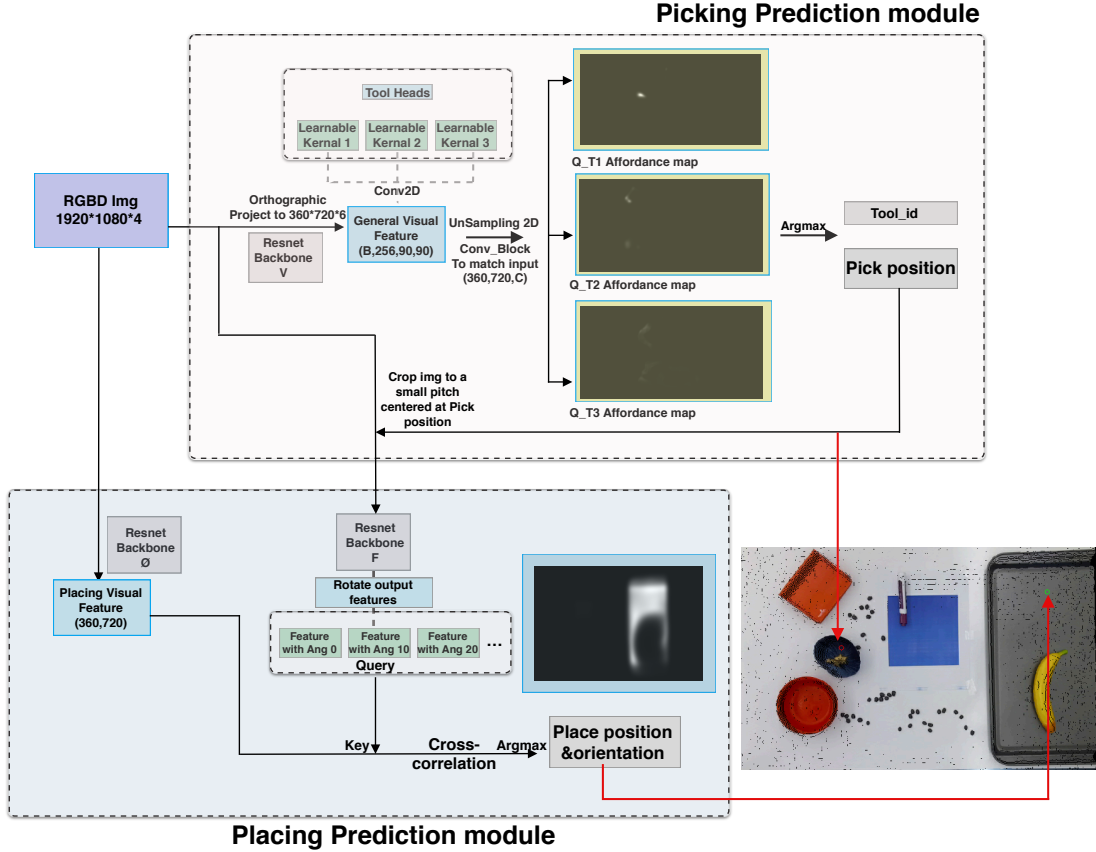 Picking Prediction module
Tool Heads
Learnable
Kernal 1
Learnable
Kernal 2
Learnable
Kernal 3
Conv2D
RGBD Img
1920*1080*4
Orthographic
Project to 360*720*6
Resnet
Backbone
V
General Visual
Feature
(B,256,90,90)
UnSampling 2D
Conv_Block
To match input
(360,720,C)
Q_T1 Affordance map
Q_T2 Affordance map
Q_T3 Affordance map
Argmax
Tool_id
Pick position
Crop img to a
small pitch
centered at Pick
position
Resnet
Backbone
Ø
Placing Visual
Feature
(360,720)
Resnet
Backbone
F
Rotate output
features
Feature
with Ang 0
Feature
with Ang 10
Feature
with Ang 20
...
Query
Key
Cross-
correlation
Argmax
Place position
&orientation
Placing Prediction module